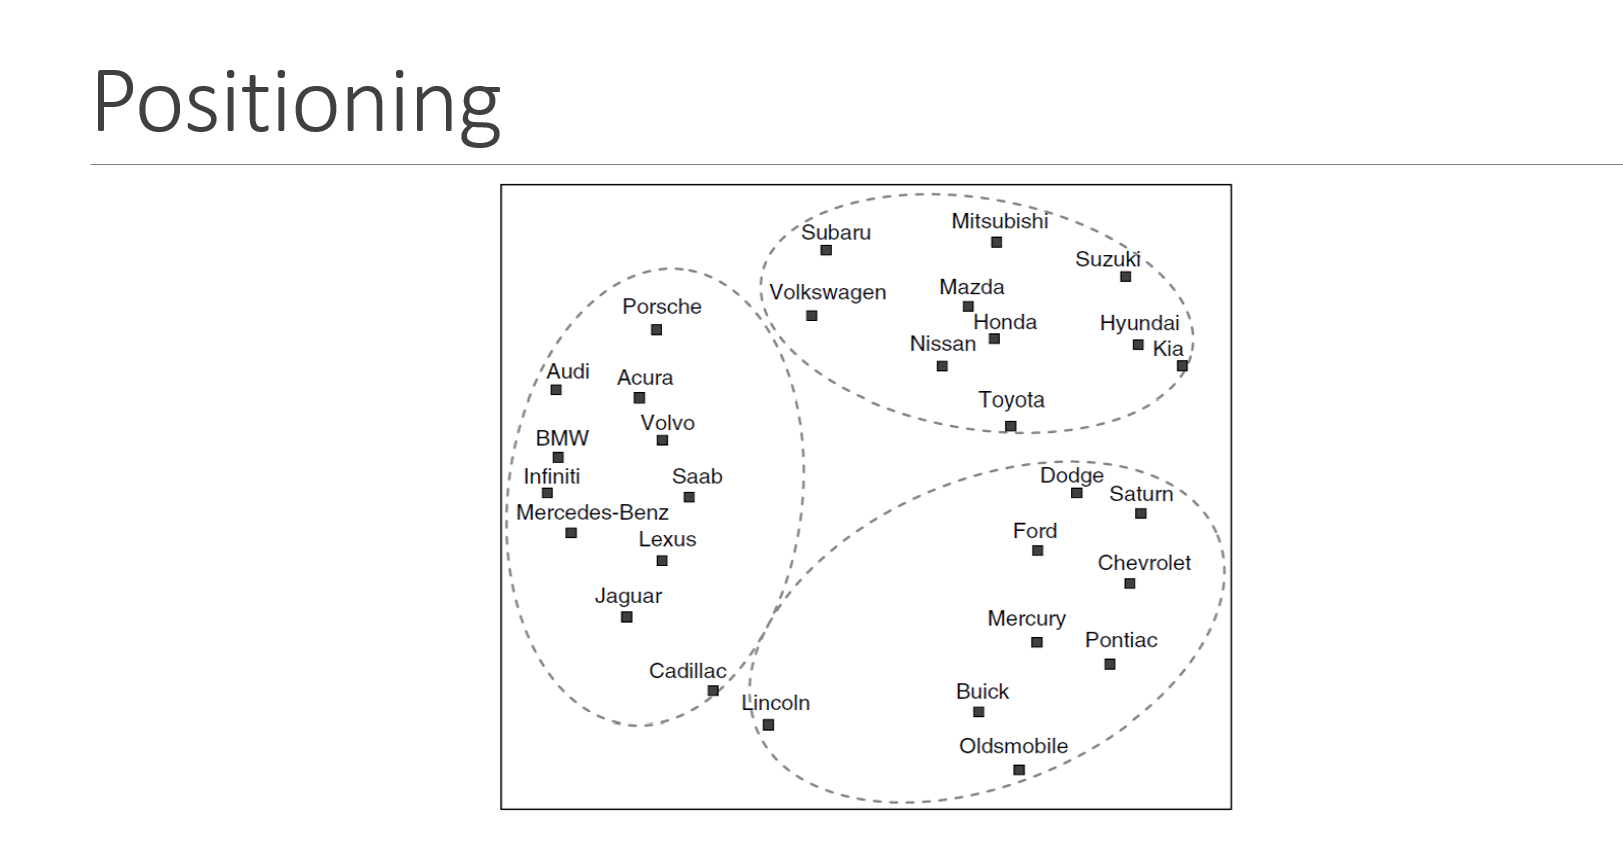 Positioning
Subaru
Mitsubishi
Suzuki
Volkswagen
Mazda
Honda
Hyundai
Nissan
Kia
Toyota
Porsche
Audi
Acura
Volvo
BMW
Infiniti
Saab
Mercedes-Benz
Lexus
Jaguar
Cadillac
Dodge
Saturn
Ford
Chevrolet
Mercury
Pontiac
Buick
Lincoln
Oldsmobile